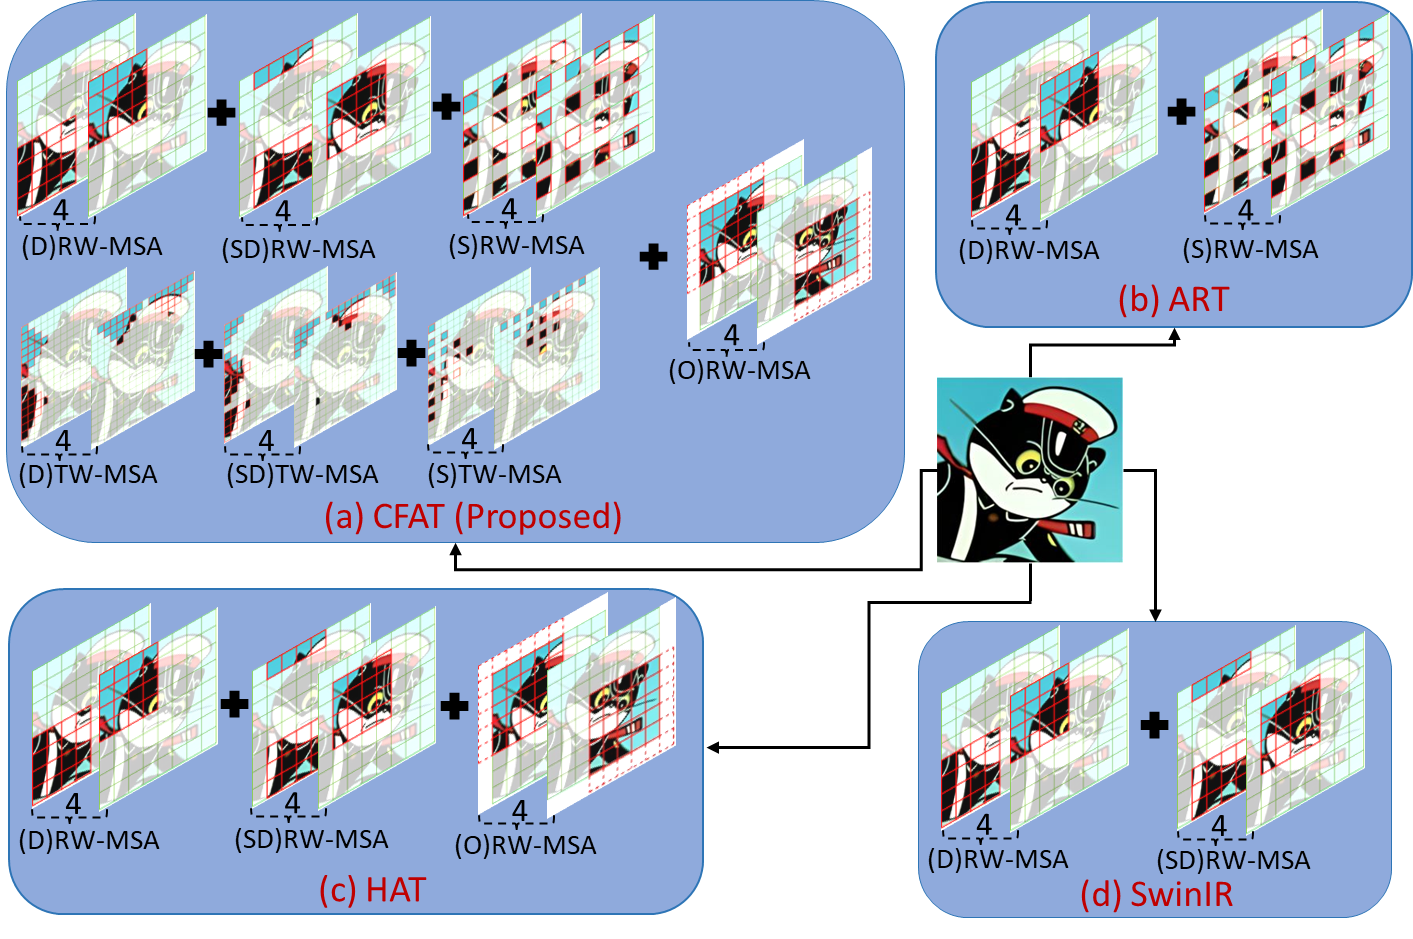 4
4
4
(D)RW-MSA
(SD)RW-MSA
(S)RW-MSA
4
(O)RW-MSA
4
4
4
(D)TW-MSA
(SD)TW-MSA
(S)TW-MSA
(a) CFAT (Proposed)
4
4
(D)RW-MSA
(S)RW-MSA
(b) ART
4
4
4
(D)RW-MSA
(SD)RW-MSA
(O)RW-MSA
(c) HAT
4
4
(D)RW-MSA
(SD)RW-MSA
(d) SwinIR